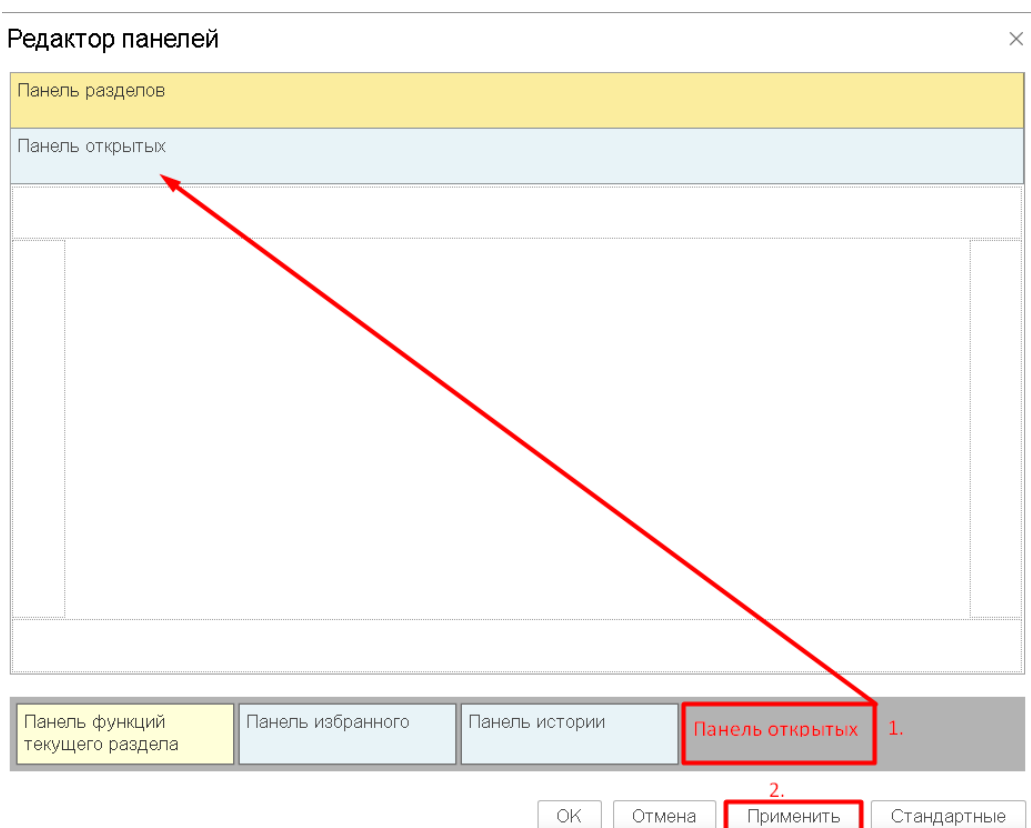 Редактор панелей
Панель разделов
Панель открытых
Панель функций
текущего раздела
Панель избранного
Панель истории
Панель открытых
1.
2.
ОК
Отмена
Применить
Стандартные